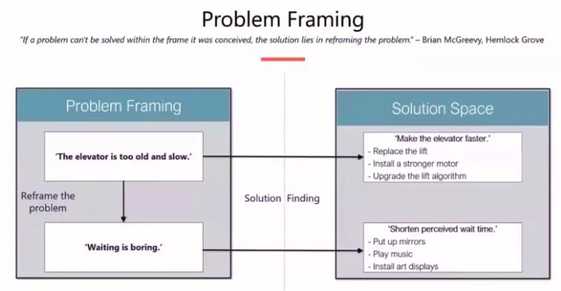 Problem Framing
"If a problem can't be solved within the frame it was conceived, the solution lies in reframing the problem." – Brian McGreevy, Hemlock Grove
Problem Framing
'The elevator is too old and slow.'
Reframe the
problem
'Waiting is boring.'
Solution Finding
Solution Space
'Make the elevator faster.'
- Replace the lift
- Install a stronger motor
- Upgrade the lift algorithm
'Shorten perceived wait time.'
- Put up mirrors
- Play music
- Install art displays